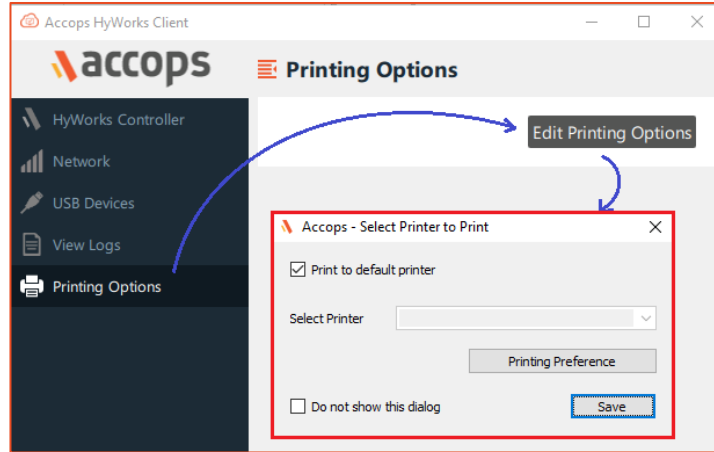 Accops HyWorks Client
accops
Printing Options
HyWorks Controller
Network
USB Devices
View Logs
Printing Options
Edit Printing Options
Accops - Select Printer to Print
Print to default printer
Select Printer
Printing Preference
Do not show this dialog
Save